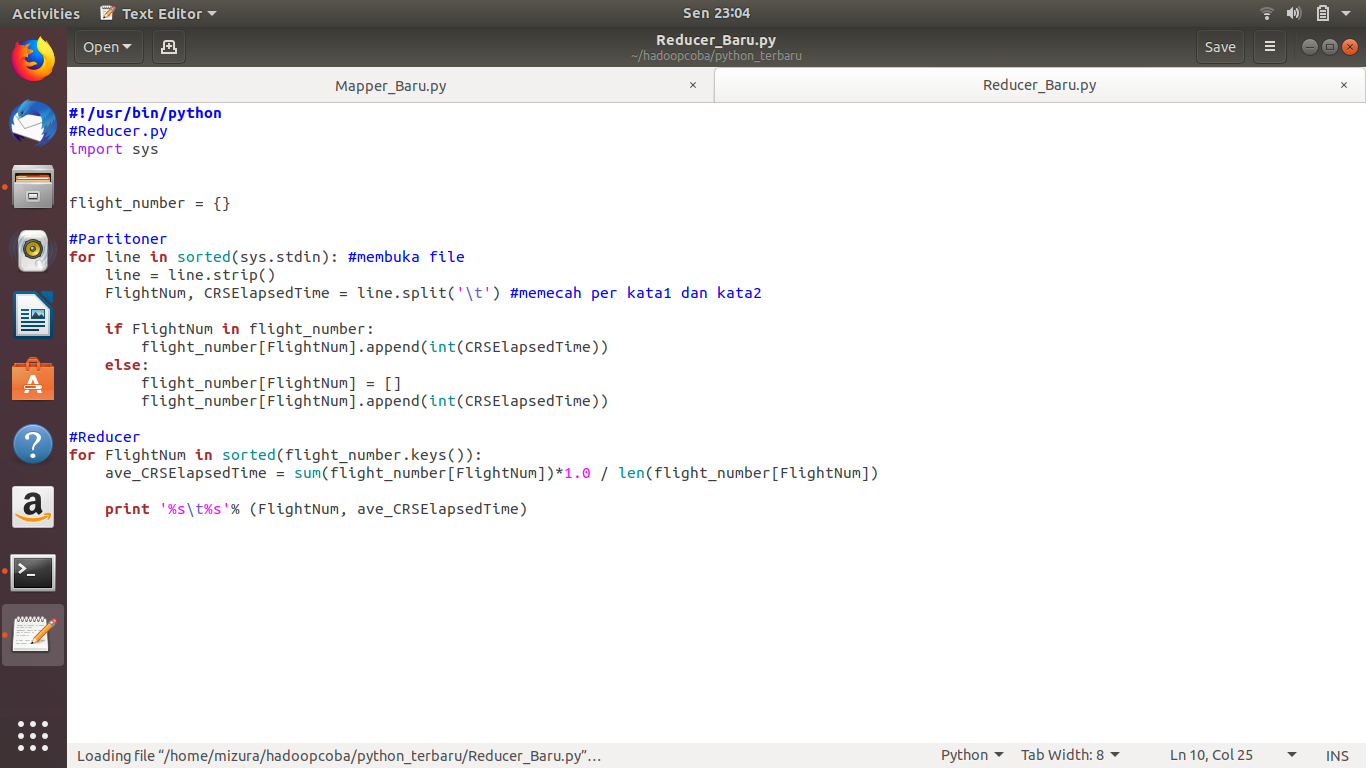 Activities Text Editor Sen 23:04
Open Reducer_Baru.py Save
~/hadoopcoba/python_terbaru
Mapper_Baru.py × Reducer_Baru.py ×
#!/usr/bin/python
#Reducer.py
import sys
flight_number = {}
#Partitoner
for line in sorted(sys.stdin): #membuka file
    line = line.strip()
    FlightNum, CRSElapsedTime = line.split('\t') #memecah per kata1 dan kata2
    if FlightNum in flight_number:
        flight_number[FlightNum].append(int(CRSElapsedTime))
    else:
        flight_number[FlightNum] = []
        flight_number[FlightNum].append(int(CRSElapsedTime))
#Reducer
for FlightNum in sorted(flight_number.keys()):
    ave_CRSElapsedTime = sum(flight_number[FlightNum])*1.0 / len(flight_number[FlightNum])
    print '%s\t%s'% (FlightNum, ave_CRSElapsedTime)
Loading file “/home/mizura/hadoopcoba/python_terbaru/Reducer_Baru.py”… Python Tab Width: 8 Ln 10, Col 25 INS